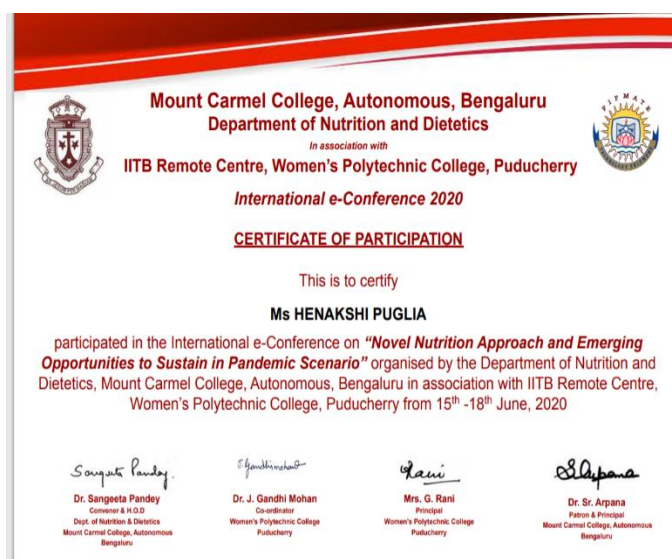 Mount Carmel College, Autonomous, Bengaluru
Department of Nutrition and Dietetics
In association with
IITB Remote Centre, Women's Polytechnic College, Puducherry
International e-Conference 2020
CERTIFICATE OF PARTICIPATION
This is to certify
Ms HENAKSHI PUGLIA
participated in the International e-Conference on "Novel Nutrition Approach and Emerging
Opportunities to Sustain in Pandemic Scenario" organised by the Department of Nutrition and
Dietetics, Mount Carmel College, Autonomous, Bengaluru in association with IITB Remote Centre,
Women's Polytechnic College, Puducherry from 15th -18th June, 2020
Sangeeta Pandey.
J. Gandhimohan
Rani
Sr. Arpana
Dr. Sangeeta Pandey
Convener & H.O.D
Dept. of Nutrition & Dietetics
Mount Carmel College, Autonomous
Bengaluru
Dr. J. Gandhi Mohan
Co-ordinator
Women's Polytechnic College
Puducherry
Mrs. G. Rani
Principal
Women's Polytechnic College
Puducherry
Dr. Sr. Arpana
Patron & Principal
Mount Carmel College, Autonomous
Bengaluru